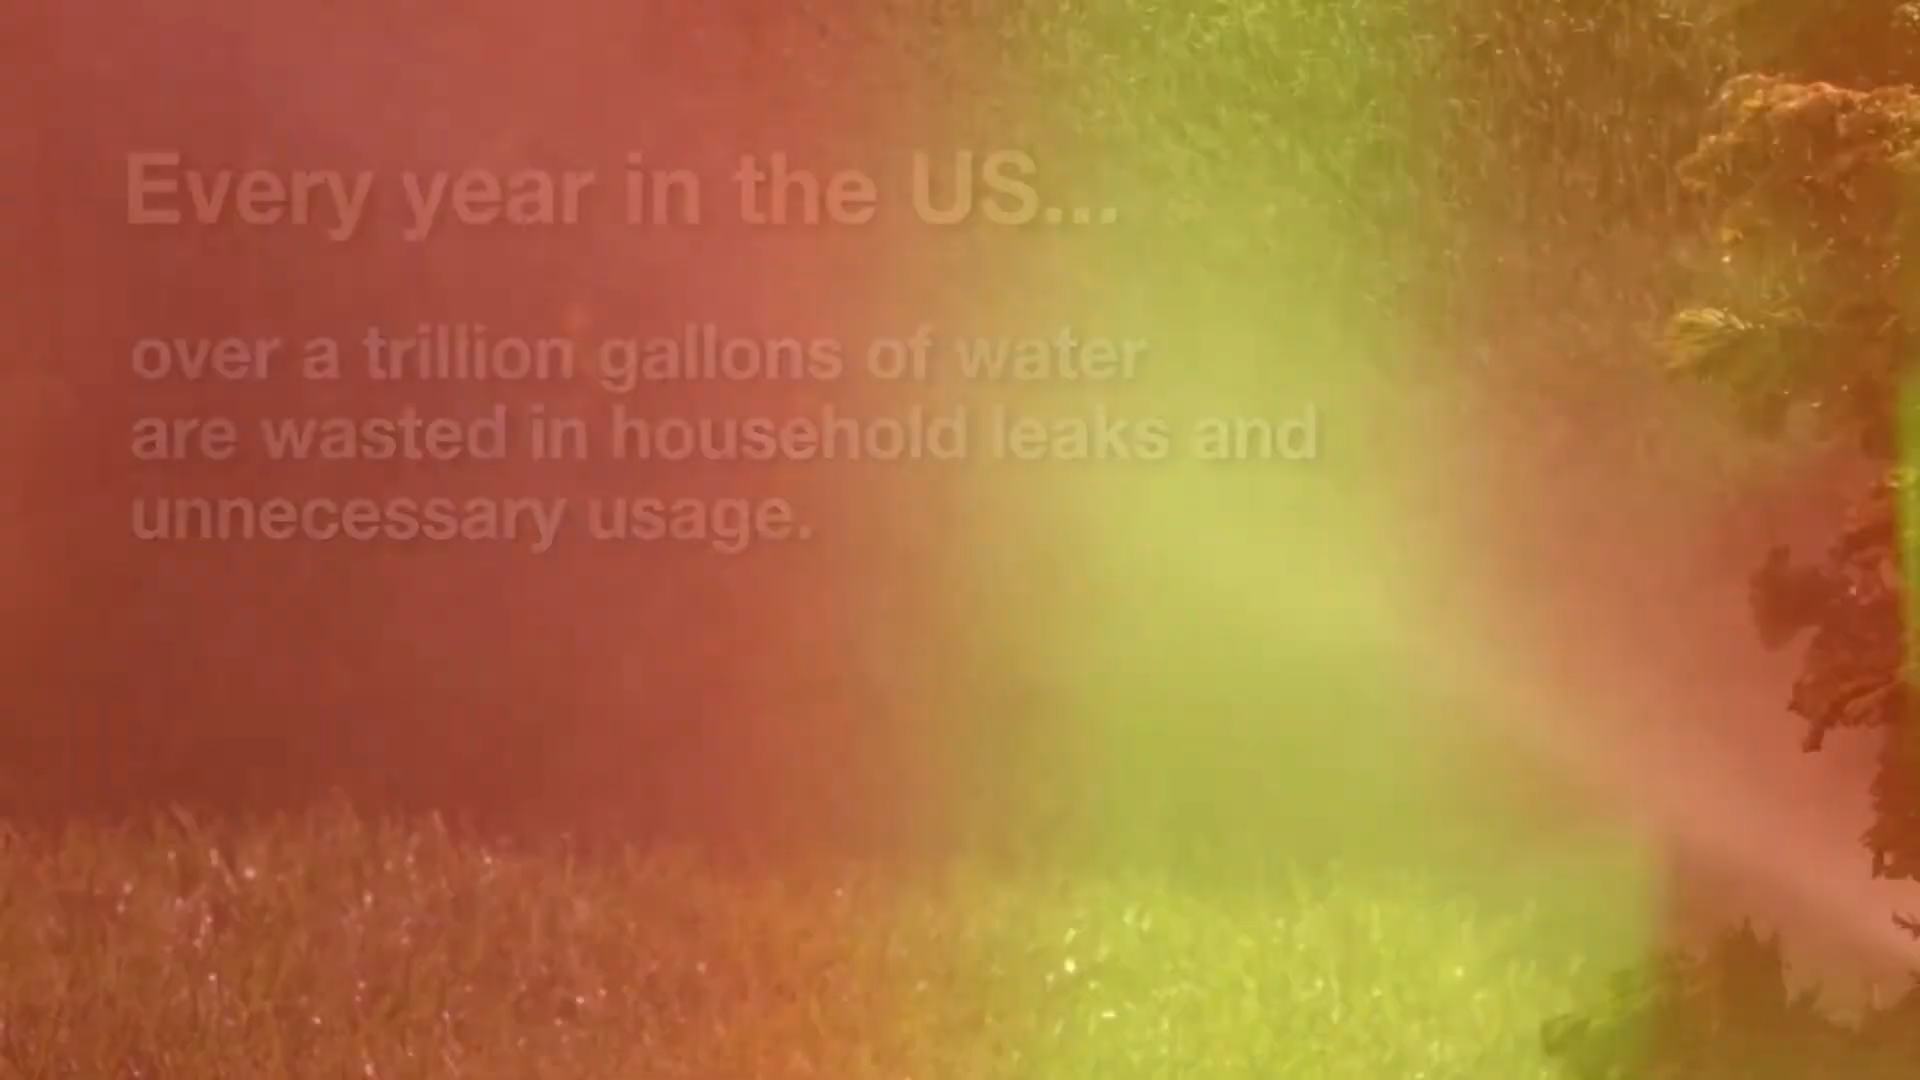 Every year in the US...
over a trillion gallons of water
are wasted in household leaks and
unnecessary usage.